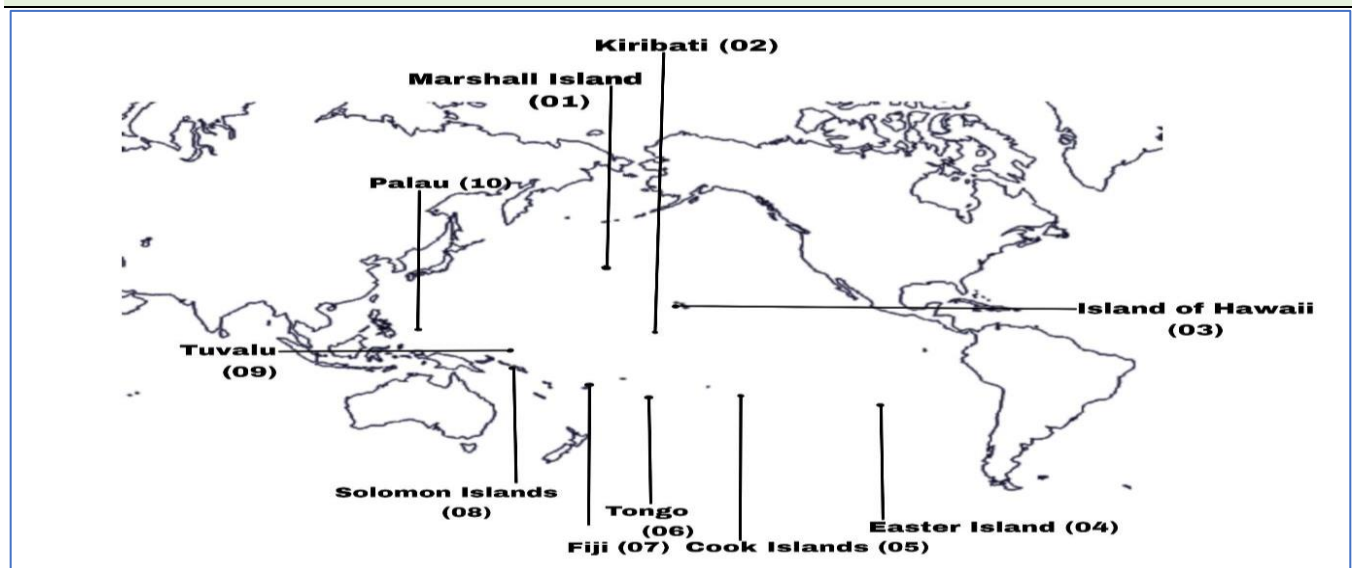 Kiribati (02)
Marshall Island
(01)
Palau (10)
Island of Hawaii
(03)
Tuvalu
(09)
Solomon Islands
(08)
Tongo
(06)
Easter Island (04)
Fiji (07)
Cook Islands (05)